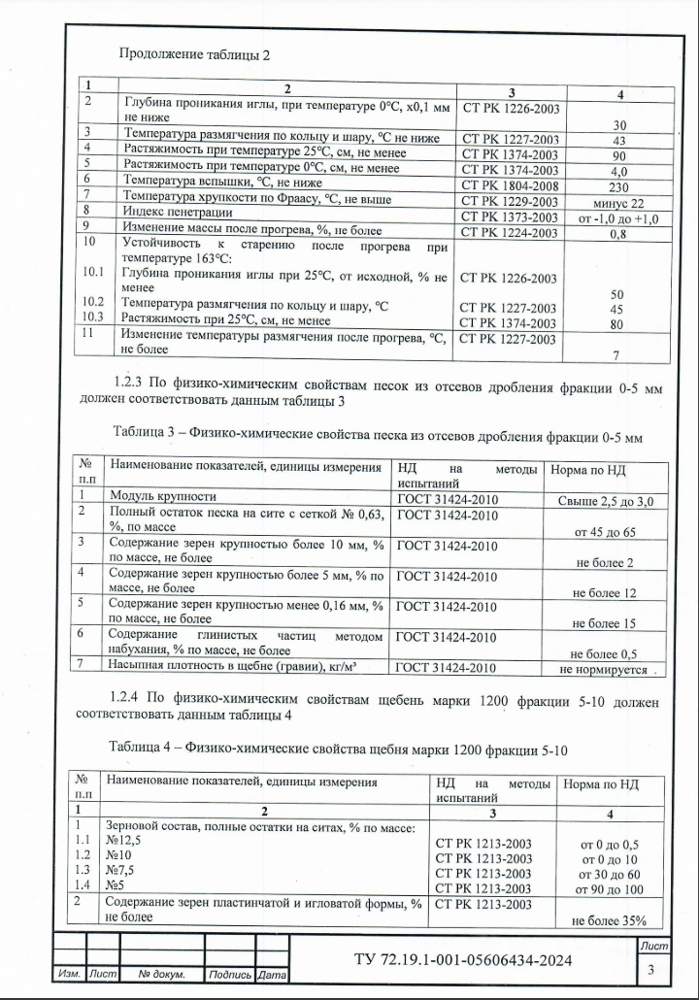 Продолжение таблицы 2
1 2 3 4
2 Глубина проникания иглы, при температуре 0°С, х0,1 мм СТ РК 1226-2003
не ниже 30
3 Температура размягчения по кольцу и шару, °С не ниже СТ РК 1227-2003 43
4 Растяжимость при температуре 25°С, см, не менее СТ РК 1374-2003 90
5 Растяжимость при температуре 0°С, см, не менее СТ РК 1374-2003 4,0
6 Температура вспышки, °С, не ниже СТ РК 1804-2008 230
7 Температура хрупкости по Фраасу, °С, не выше СТ РК 1229-2003 минус 22
8 Индекс пенетрации СТ РК 1373-2003 от -1,0 до +1,0
9 Изменение массы после прогрева, %, не более СТ РК 1224-2003 0,8
10 Устойчивость к старению после прогрева при
температуре 163°С:
10.1 Глубина проникания иглы при 25°С, от исходной, % не СТ РК 1226-2003
менее 50
10.2 Температура размягчения по кольцу и шару, °С СТ РК 1227-2003 45
10.3 Растяжимость при 25°С, см, не менее СТ РК 1374-2003 80
11 Изменение температуры размягчения после прогрева, °С, СТ РК 1227-2003
не более 7
1.2.3 По физико-химическим свойствам песок из отсевов дробления фракции 0-5 мм
должен соответствовать данным таблицы 3
Таблица 3 – Физико-химические свойства песка из отсевов дробления фракции 0-5 мм
№ Наименование показателей, единицы измерения НД на методы Норма по НД
п.п испытаний
1 Модуль крупности ГОСТ 31424-2010 Свыше 2,5 до 3,0
2 Полный остаток песка на сите с сеткой № 0,63, ГОСТ 31424-2010
%, по массе от 45 до 65
3 Содержание зерен крупностью более 10 мм, % ГОСТ 31424-2010
по массе, не более не более 2
4 Содержание зерен крупностью более 5 мм, % по ГОСТ 31424-2010
массе, не более не более 12
5 Содержание зерен крупностью менее 0,16 мм, % ГОСТ 31424-2010
по массе, не более не более 15
6 Содержание глинистых частиц методом ГОСТ 31424-2010
набухания, % по массе, не более не более 0,5
7 Насыпная плотность в щебне (гравии), кг/м³ ГОСТ 31424-2010 не нормируется
1.2.4 По физико-химическим свойствам щебень марки 1200 фракции 5-10 должен
соответствовать данным таблицы 4
Таблица 4 – Физико-химические свойства щебня марки 1200 фракции 5-10
№ Наименование показателей, единицы измерения НД на методы Норма по НД
п.п испытаний
1 2 3 4
1 Зерновой состав, полные остатки на ситах, % по массе:
1.1 №12,5 СТ РК 1213-2003 от 0 до 0,5
1.2 №10 СТ РК 1213-2003 от 0 до 10
1.3 №7,5 СТ РК 1213-2003 от 30 до 60
1.4 №5 СТ РК 1213-2003 от 90 до 100
2 Содержание зерен пластинчатой и игловатой формы, % СТ РК 1213-2003
не более не более 35%
ТУ 72.19.1-001-05606434-2024 Лист
Изм. Лист № докум. Подпись Дата 3